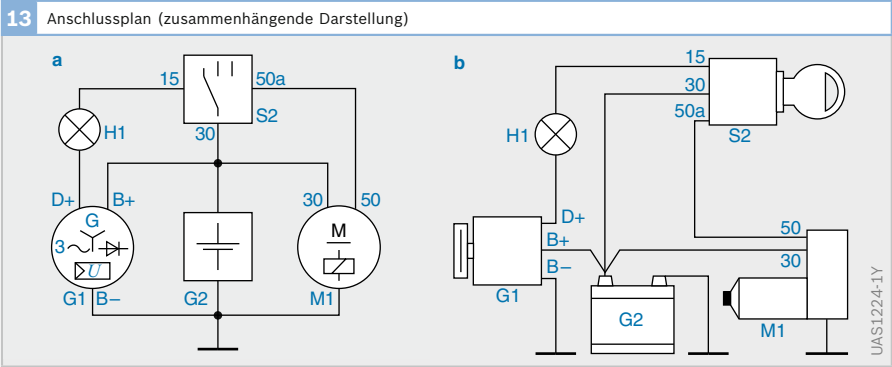 13 Anschlussplan (zusammenhängende Darstellung)
a
15 50a
S2
30
H1
D+ B+ 30 50
G
3
U
M
G1 B– G2 M1
b
15
30
50a
S2
H1
D+
B+
B–
G1
G2
50
30
M1
UAS1224-1Y